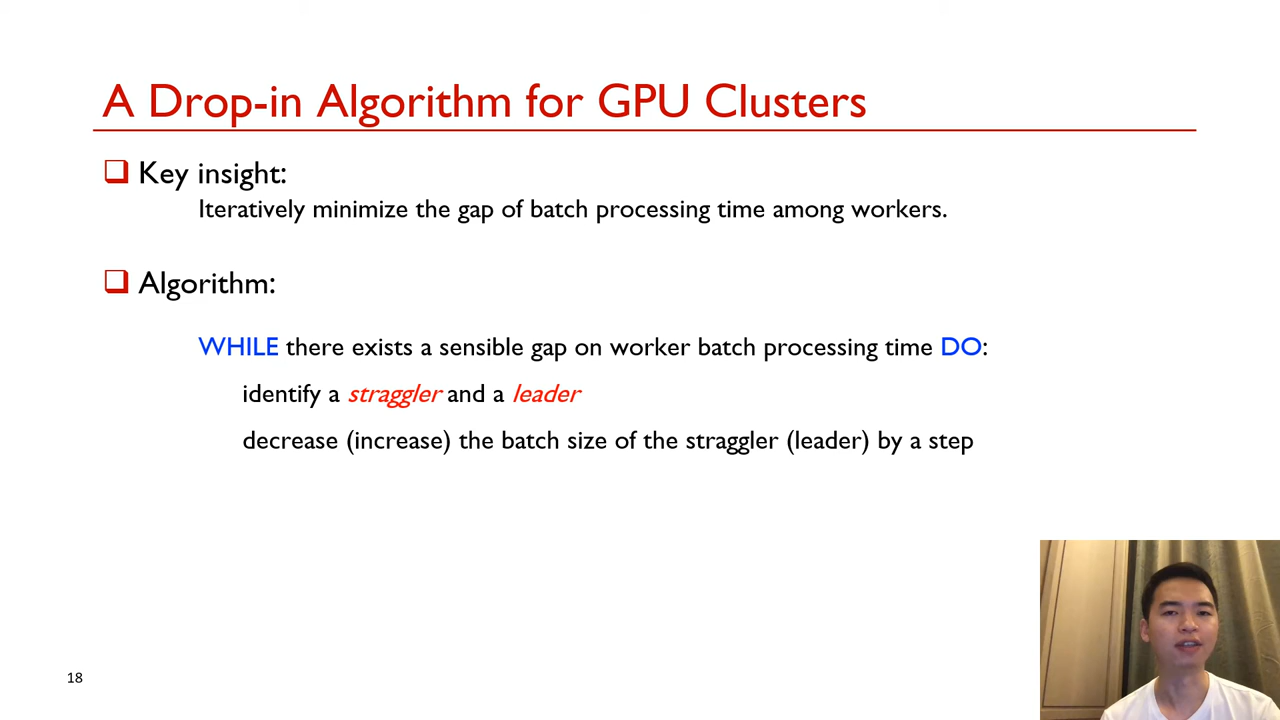 A Drop-in Algorithm for GPU Clusters
Key insight:
Iteratively minimize the gap of batch processing time among workers.
Algorithm:
WHILE there exists a sensible gap on worker batch processing time DO:
identify a straggler and a leader
decrease (increase) the batch size of the straggler (leader) by a step
18